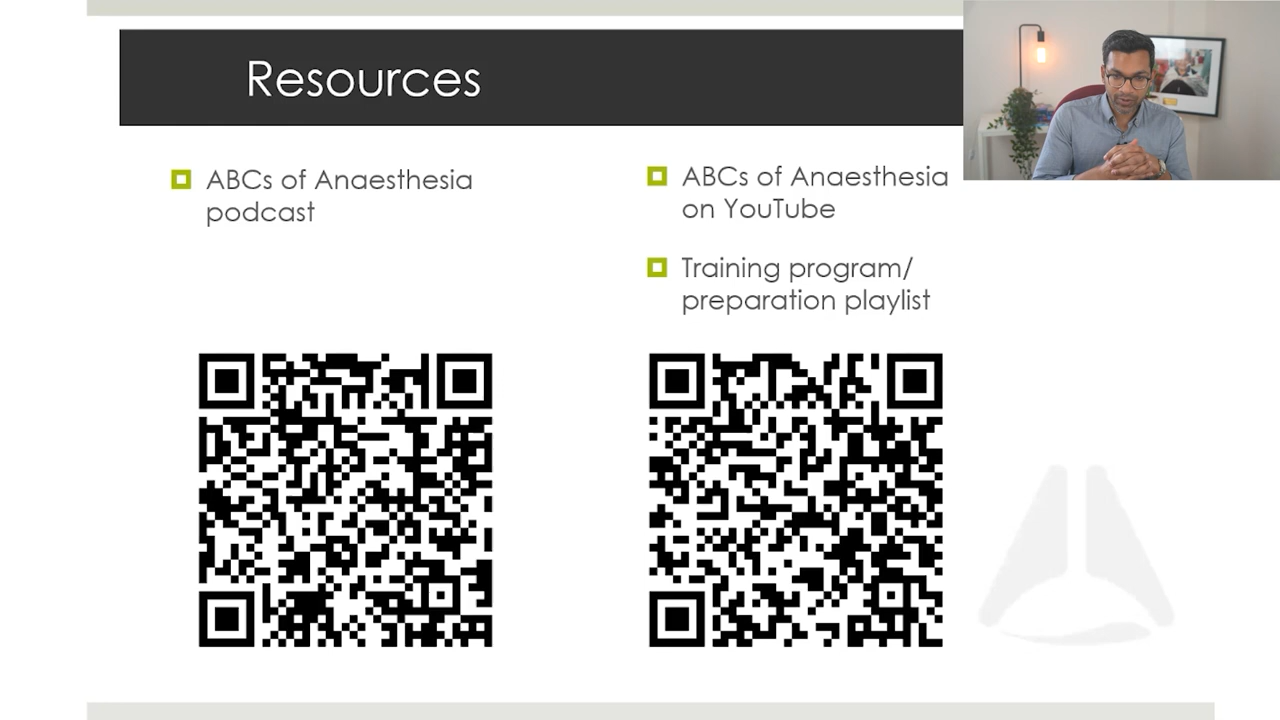 Resources
ABCs of Anaesthesia
podcast
ABCs of Anaesthesia
on YouTube
Training program/
preparation playlist